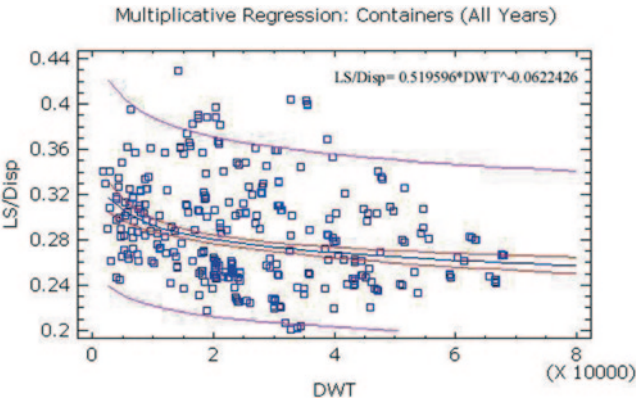 Multiplicative Regression: Containers (All Years)
LS/Disp= 0.519596*DWT^-0.0622426
LS/Disp
0.44
0.4
0.36
0.32
0.28
0.24
0.2
0 2 4 6 8
(X 10000)
DWT